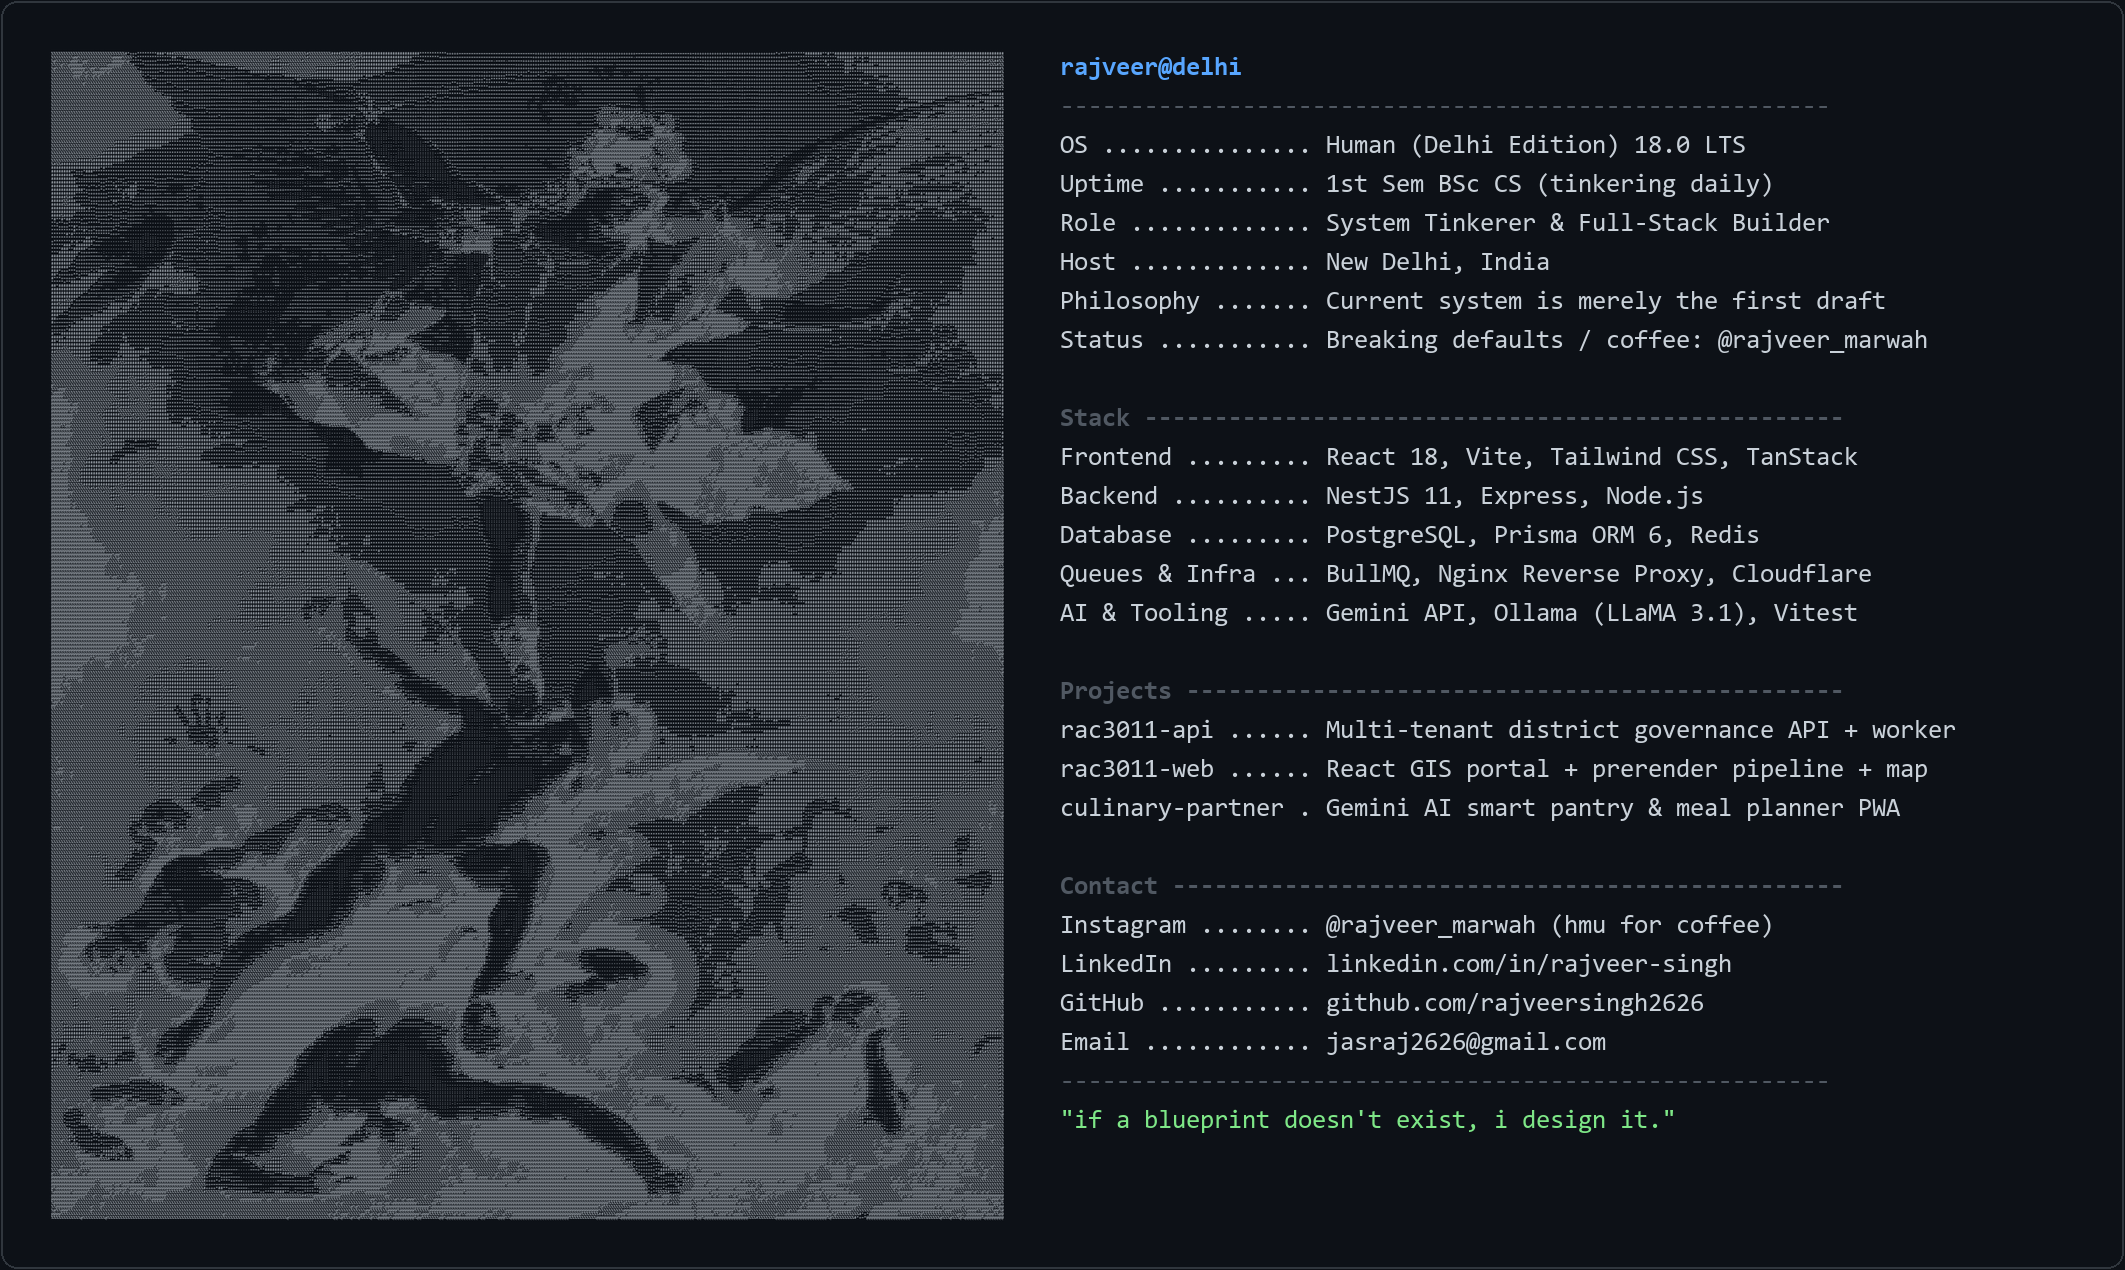 rajveer@delhi
-------------------------------------------------------
OS ............... Human (Delhi Edition) 18.0 LTS
Uptime ........... 1st Sem BSc CS (tinkering daily)
Role ............. System Tinkerer & Full-Stack Builder
Host ............. New Delhi, India
Philosophy ....... Current system is merely the first draft
Status ........... Breaking defaults / coffee: @rajveer_marwah
Stack --------------------------------------------------
Frontend ......... React 18, Vite, Tailwind CSS, TanStack
Backend .......... NestJS 11, Express, Node.js
Database ......... PostgreSQL, Prisma ORM 6, Redis
Queues & Infra ... BullMQ, Nginx Reverse Proxy, Cloudflare
AI & Tooling ..... Gemini API, Ollama (LLaMA 3.1), Vitest
Projects -----------------------------------------------
rac3011-api ...... Multi-tenant district governance API + worker
rac3011-web ...... React GIS portal + prerender pipeline + map
culinary-partner . Gemini AI smart pantry & meal planner PWA
Contact ------------------------------------------------
Instagram ........ @rajveer_marwah (hmu for coffee)
LinkedIn ......... linkedin.com/in/rajveer-singh
GitHub ........... github.com/rajveersingh2626
Email ............ jasraj2626@gmail.com
-------------------------------------------------------
"if a blueprint doesn't exist, i design it."